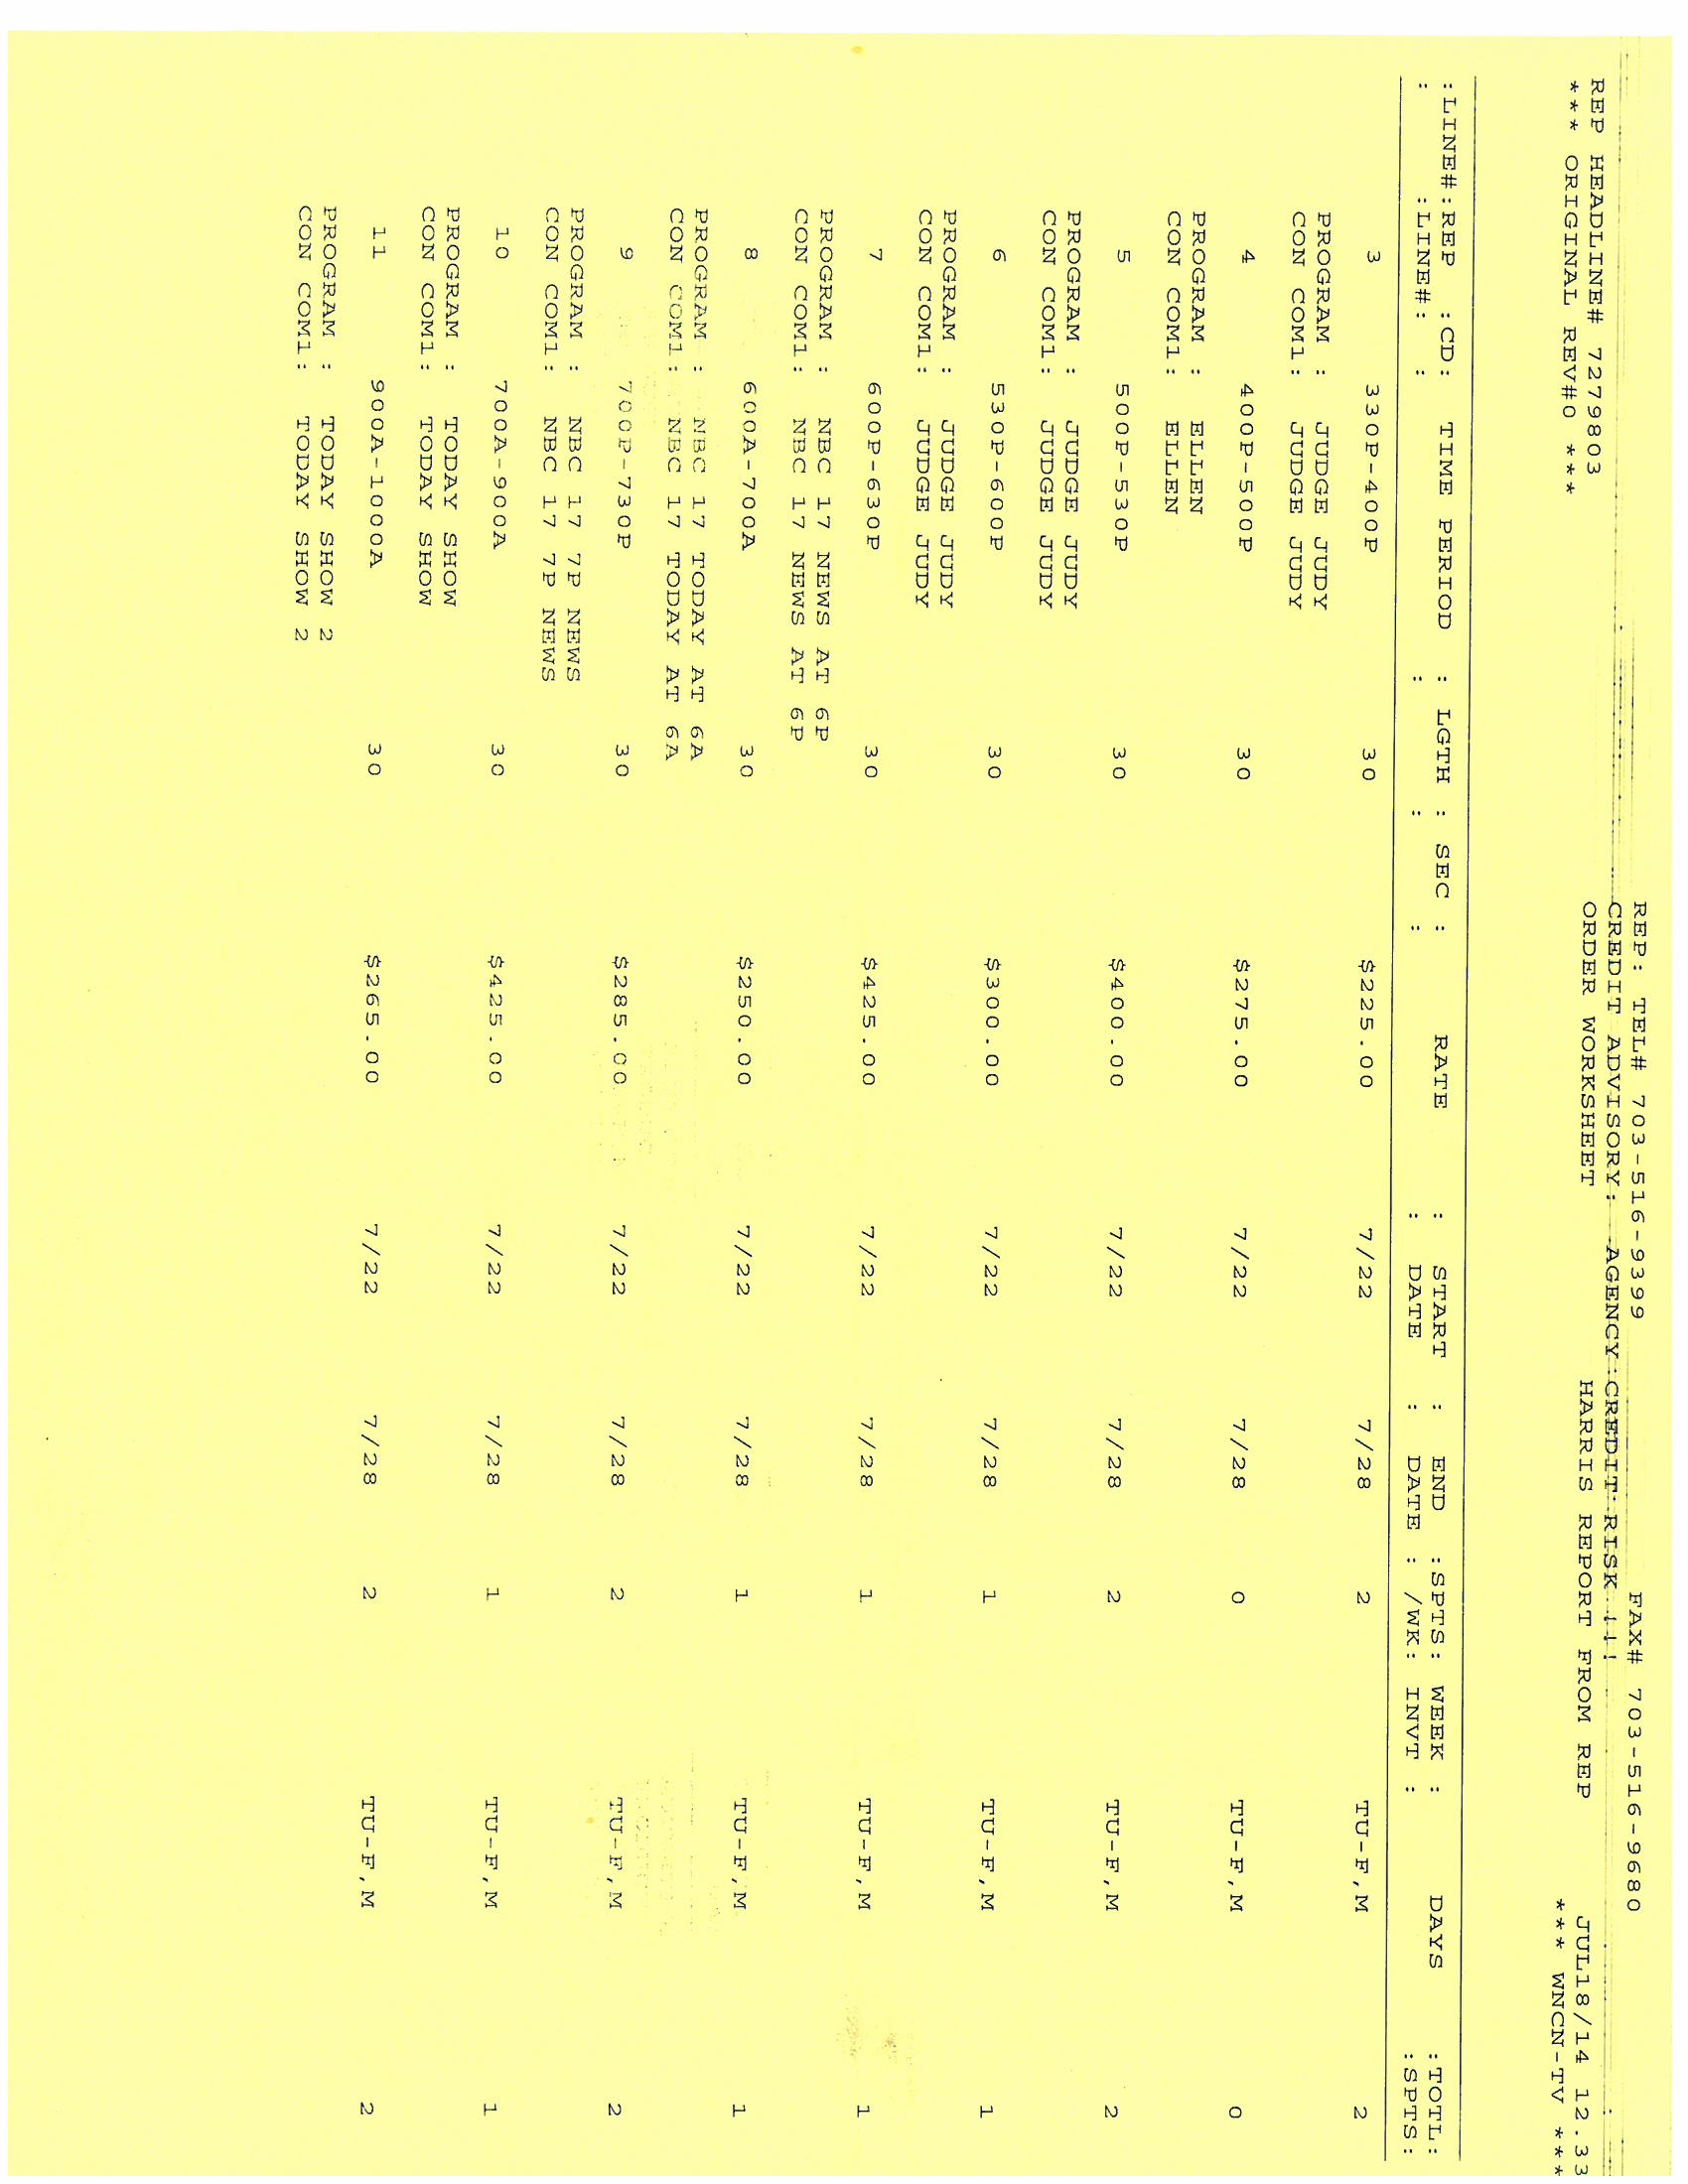 REP: TEL# 703-516-9399 FAX# 703-516-9680
CREDIT ADVISORY: AGENCY CREDIT RISK !!!
REP HEADLINE# 7279803 ORDER WORKSHEET HARRIS REPORT FROM REP JUL18/14 12.33
*** ORIGINAL REV#0 *** *** WNCN-TV ***
:LINE#:REP :CD: TIME PERIOD : LGTH : SEC : RATE : START : END :SPTS: WEEK : DAYS :TOTL:
: :LINE#: : : : : DATE : DATE : /WK: INVT : :SPTS:
3 330P-400P 30 $225.00 7/22 7/28 2 TU-F,M 2
PROGRAM : JUDGE JUDY
CON COM1: JUDGE JUDY
4 400P-500P 30 $275.00 7/22 7/28 0 TU-F,M 0
PROGRAM : ELLEN
CON COM1: ELLEN
5 500P-530P 30 $400.00 7/22 7/28 2 TU-F,M 2
PROGRAM : JUDGE JUDY
CON COM1: JUDGE JUDY
6 530P-600P 30 $300.00 7/22 7/28 1 TU-F,M 1
PROGRAM : JUDGE JUDY
CON COM1: JUDGE JUDY
7 600P-630P 30 $425.00 7/22 7/28 1 TU-F,M 1
PROGRAM : NBC 17 NEWS AT 6P
CON COM1: NBC 17 NEWS AT 6P
8 600A-700A 30 $250.00 7/22 7/28 1 TU-F,M 1
PROGRAM : NBC 17 TODAY AT 6A
CON COM1: NBC 17 TODAY AT 6A
9 700P-730P 30 $285.00 7/22 7/28 2 TU-F,M 2
PROGRAM : NBC 17 7P NEWS
CON COM1: NBC 17 7P NEWS
10 700A-900A 30 $425.00 7/22 7/28 1 TU-F,M 1
PROGRAM : TODAY SHOW
CON COM1: TODAY SHOW
11 900A-1000A 30 $265.00 7/22 7/28 2 TU-F,M 2
PROGRAM : TODAY SHOW 2
CON COM1: TODAY SHOW 2